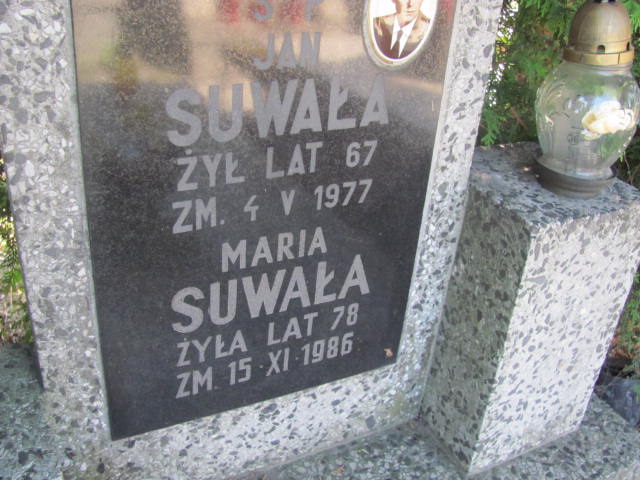 Ś P
JAN
SUWAŁA
ŻYŁ LAT 67
ZM. 4 V 1977
MARIA
SUWAŁA
ŻYŁA LAT 78
ZM. 15 XI 1986